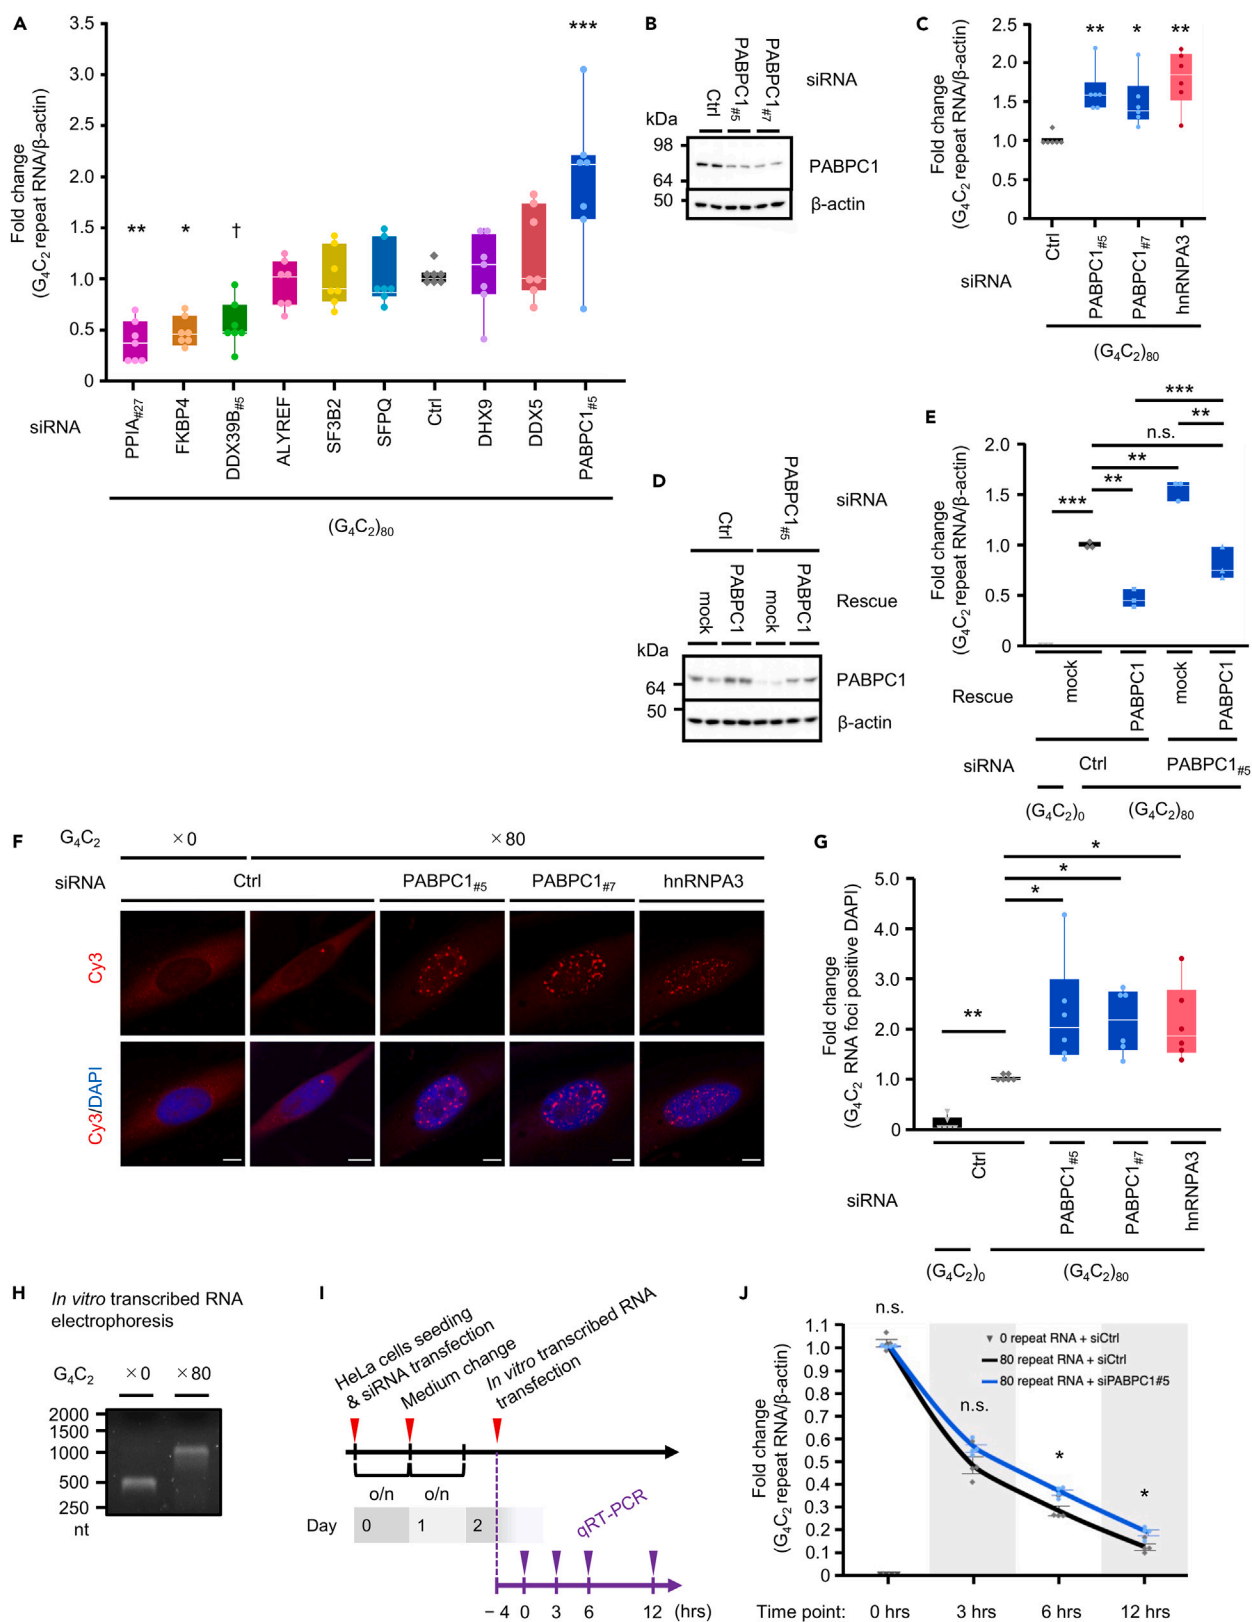 A
3.5
3.0
2.5
2.0
1.5
1.0
0.5
0
Fold change
(G4C2 repeat RNA/β-actin)
** * † ***
siRNA
PPIA#27
FKBP4
DDX39B#5
ALYREF
SF3B2
SFPQ
Ctrl
DHX9
DDX5
PABPC1#5
(G4C2)80
B
siRNA
Ctrl
PABPC1#5
PABPC1#7
kDa
98
64
50
PABPC1
β-actin
C
2.5
2.0
1.5
1.0
0.5
0
Fold change
(G4C2 repeat RNA/β-actin)
** * **
siRNA
Ctrl
PABPC1#5
PABPC1#7
hnRNPA3
(G4C2)80
D
siRNA
Ctrl
PABPC1#5
Rescue
mock
PABPC1
mock
PABPC1
kDa
64
50
PABPC1
β-actin
E
2.0
1.5
1.0
0.5
0
Fold change
(G4C2 repeat RNA/β-actin)
***
**
n.s.
**
**
***
Rescue
mock
PABPC1
mock
PABPC1
siRNA
Ctrl
PABPC1#5
(G4C2)0
(G4C2)80
F
G4C2
×0
×80
siRNA
Ctrl
PABPC1#5
PABPC1#7
hnRNPA3
Cy3
Cy3/DAPI
G
5.0
4.0
3.0
2.0
1.0
0
Fold change
(G4C2 RNA foci positive DAPI)
*
*
*
**
siRNA
Ctrl
PABPC1#5
PABPC1#7
hnRNPA3
(G4C2)0
(G4C2)80
H
In vitro transcribed RNA
electrophoresis
G4C2
×0
×80
2000
1500
1000
500
250
nt
I
HeLa cells seeding
& siRNA transfection
Medium change
In vitro transcribed RNA
transfection
o/n
o/n
Day
0
1
2
qRT-PCR
−4 0 3 6 12 (hrs)
J
1.1
1.0
0.9
0.8
0.7
0.6
0.5
0.4
0.3
0.2
0.1
0
Fold change
(G4C2 repeat RNA/β-actin)
n.s.
n.s.
*
*
0 repeat RNA + siCtrl
80 repeat RNA + siCtrl
80 repeat RNA + siPABPC1#5
Time point: 0 hrs 3 hrs 6 hrs 12 hrs